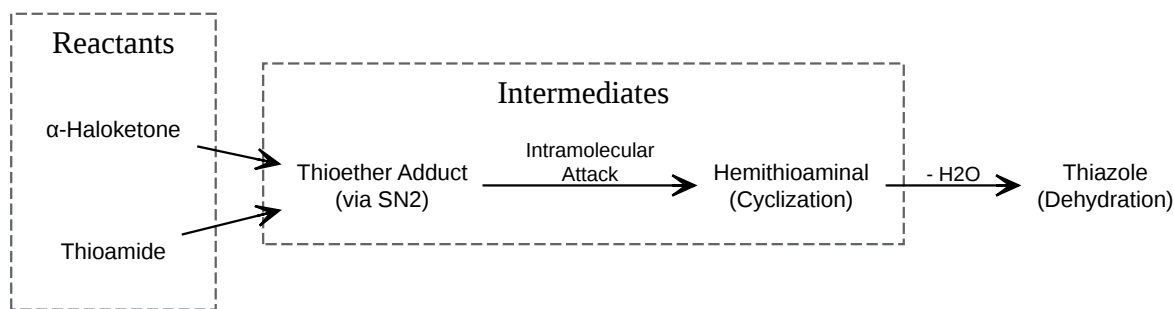 Reactants
α-Haloketone
Thioamide
Intermediates
Thioether Adduct
(via SN2)
Intramolecular
Attack
Hemithioaminal
(Cyclization)
- H2O
Thiazole
(Dehydration)